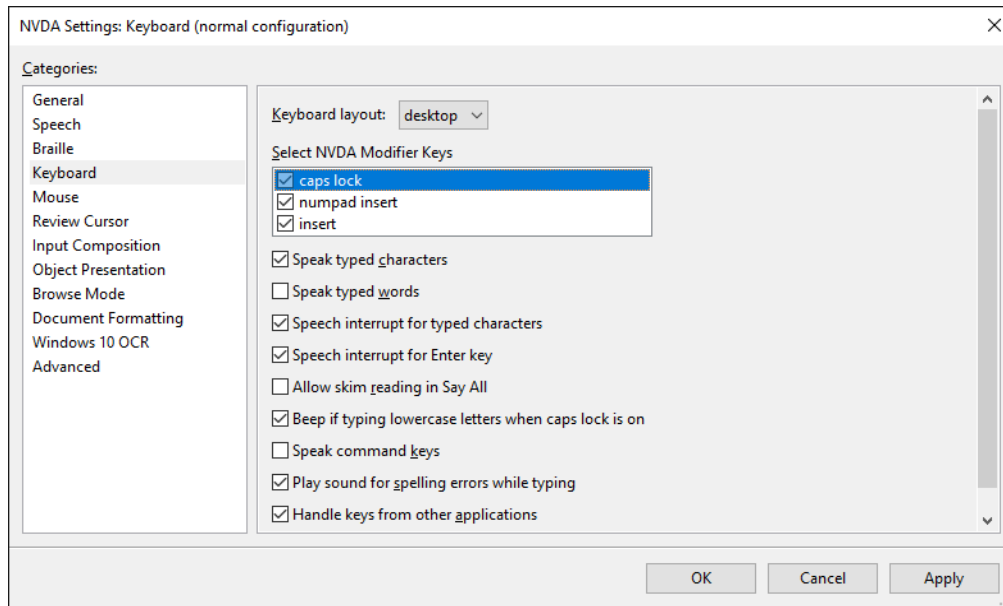 NVDA Settings: Keyboard (normal configuration)
Categories:
General
Speech
Braille
Keyboard
Mouse
Review Cursor
Input Composition
Object Presentation
Browse Mode
Document Formatting
Windows 10 OCR
Advanced
Keyboard layout: desktop
Select NVDA Modifier Keys
caps lock
numpad insert
insert
Speak typed characters
Speak typed words
Speech interrupt for typed characters
Speech interrupt for Enter key
Allow skim reading in Say All
Beep if typing lowercase letters when caps lock is on
Speak command keys
Play sound for spelling errors while typing
Handle keys from other applications
OK Cancel Apply